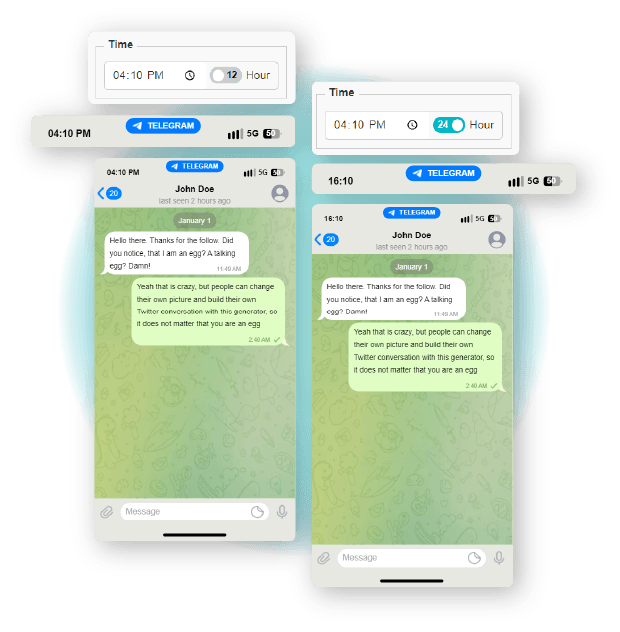 Time
04:10 PM 12 Hour
04:10 PM TELEGRAM 5G 50
04:10 PM TELEGRAM 5G 50
20 John Doe
last seen 2 hours ago
January 1
Hello there. Thanks for the follow. Did
you notice, that I am an egg? A talking
egg? Damn!
11:49 AM
Yeah that is crazy, but people can change
their own picture and build their own
Twitter conversation with this generator, so
it does not matter that you are an egg
2:40 AM
Message
Time
04:10 PM 24 Hour
16:10 TELEGRAM 5G 50
16:10 TELEGRAM 5G 50
20 John Doe
last seen 2 hours ago
January 1
Hello there. Thanks for the follow. Did
you notice, that I am an egg? A talking
egg? Damn!
11:49 AM
Yeah that is crazy, but people can change
their own picture and build their own
Twitter conversation with this generator, so
it does not matter that you are an egg
2:40 AM
Message